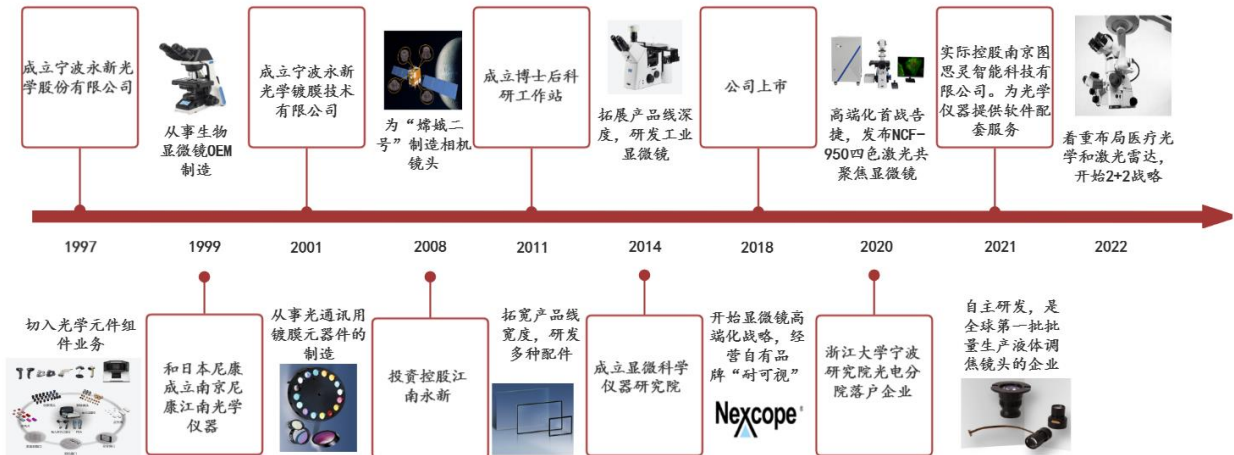 成立宁波永新光
学股份有限公司
从事生物
显微镜OEM
制造
成立宁波永新
光学镀膜技术
有限公司
为“嫦娥二
号”制造相机
镜头
成立博士后科
研工作站
拓展产品线深
度，研发工业
显微镜
公司上市
高端化首战告
捷，发布NCF-
950四色激光共
聚焦显微镜
实际控股南京图
思灵智能科技有
限公司。为光学
仪器提供软件配
套服务
着重布局医疗光
学和激光雷达，
开始2+2战略
1997
1999
2001
2008
2011
2014
2018
2020
2021
2022
切入光学元件组
件业务
和日本尼康
成立南京尼
康江南光学
仪器
从事光通讯用
镀膜元器件的
制造
投资控股江
南永新
拓宽产品线
宽度，研发
多种配件
成立显微科学
仪器研究院
开始显微镜高
端化战略，经
营自有品
牌“耐可视”
Nexcope®
浙江大学宁波
研究院光电分
院落户企业
自主研发，是
全球第一批批
量生产液体调
焦镜头的企业